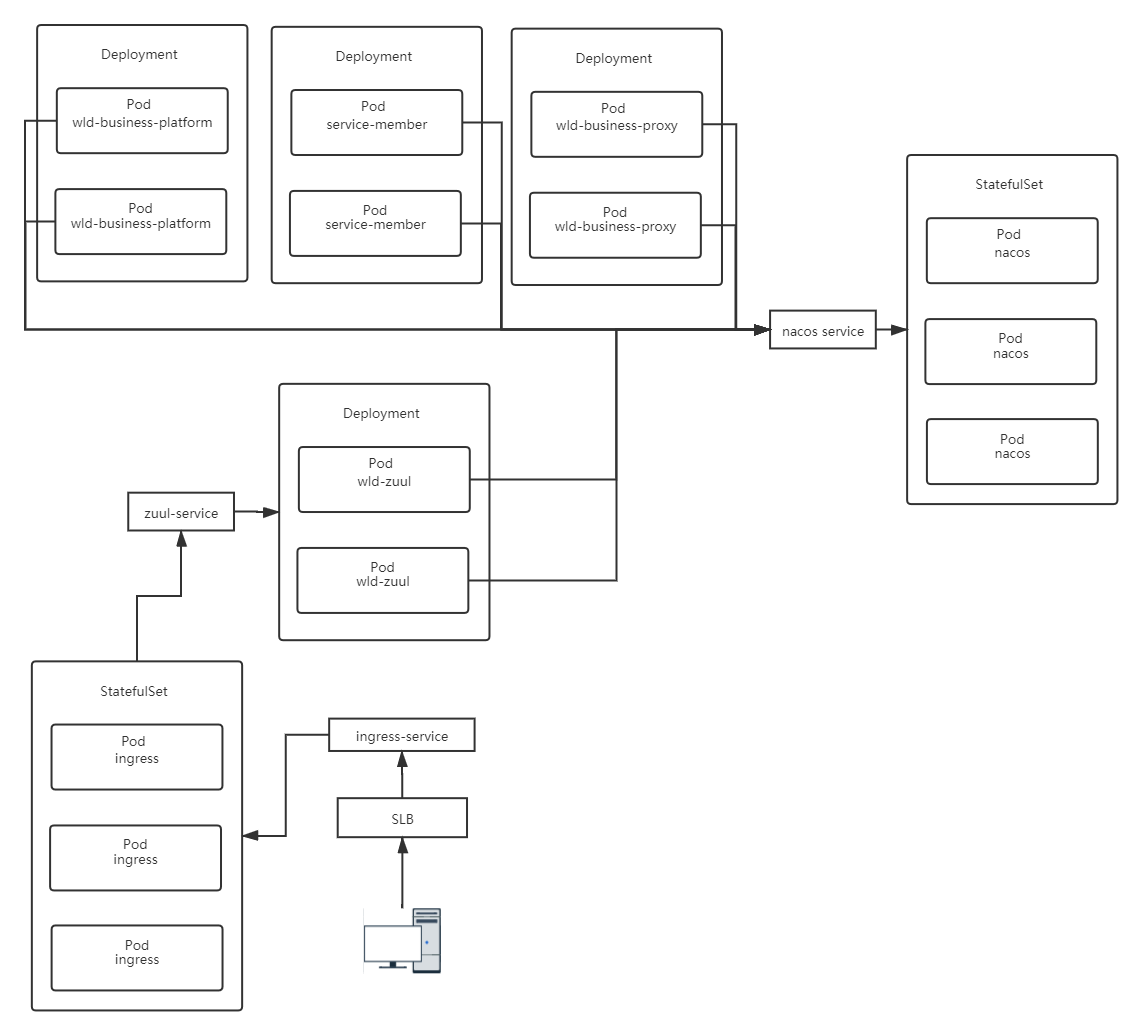 Deployment
Pod
wld-business-platform
Pod
wld-business-platform
Deployment
Pod
service-member
Pod
service-member
Deployment
Pod
wld-business-proxy
Pod
wld-business-proxy
StatefulSet
Pod
nacos
Pod
nacos
Pod
nacos
nacos service
Deployment
Pod
wld-zuul
Pod
wld-zuul
zuul-service
StatefulSet
Pod
ingress
Pod
ingress
Pod
ingress
ingress-service
SLB